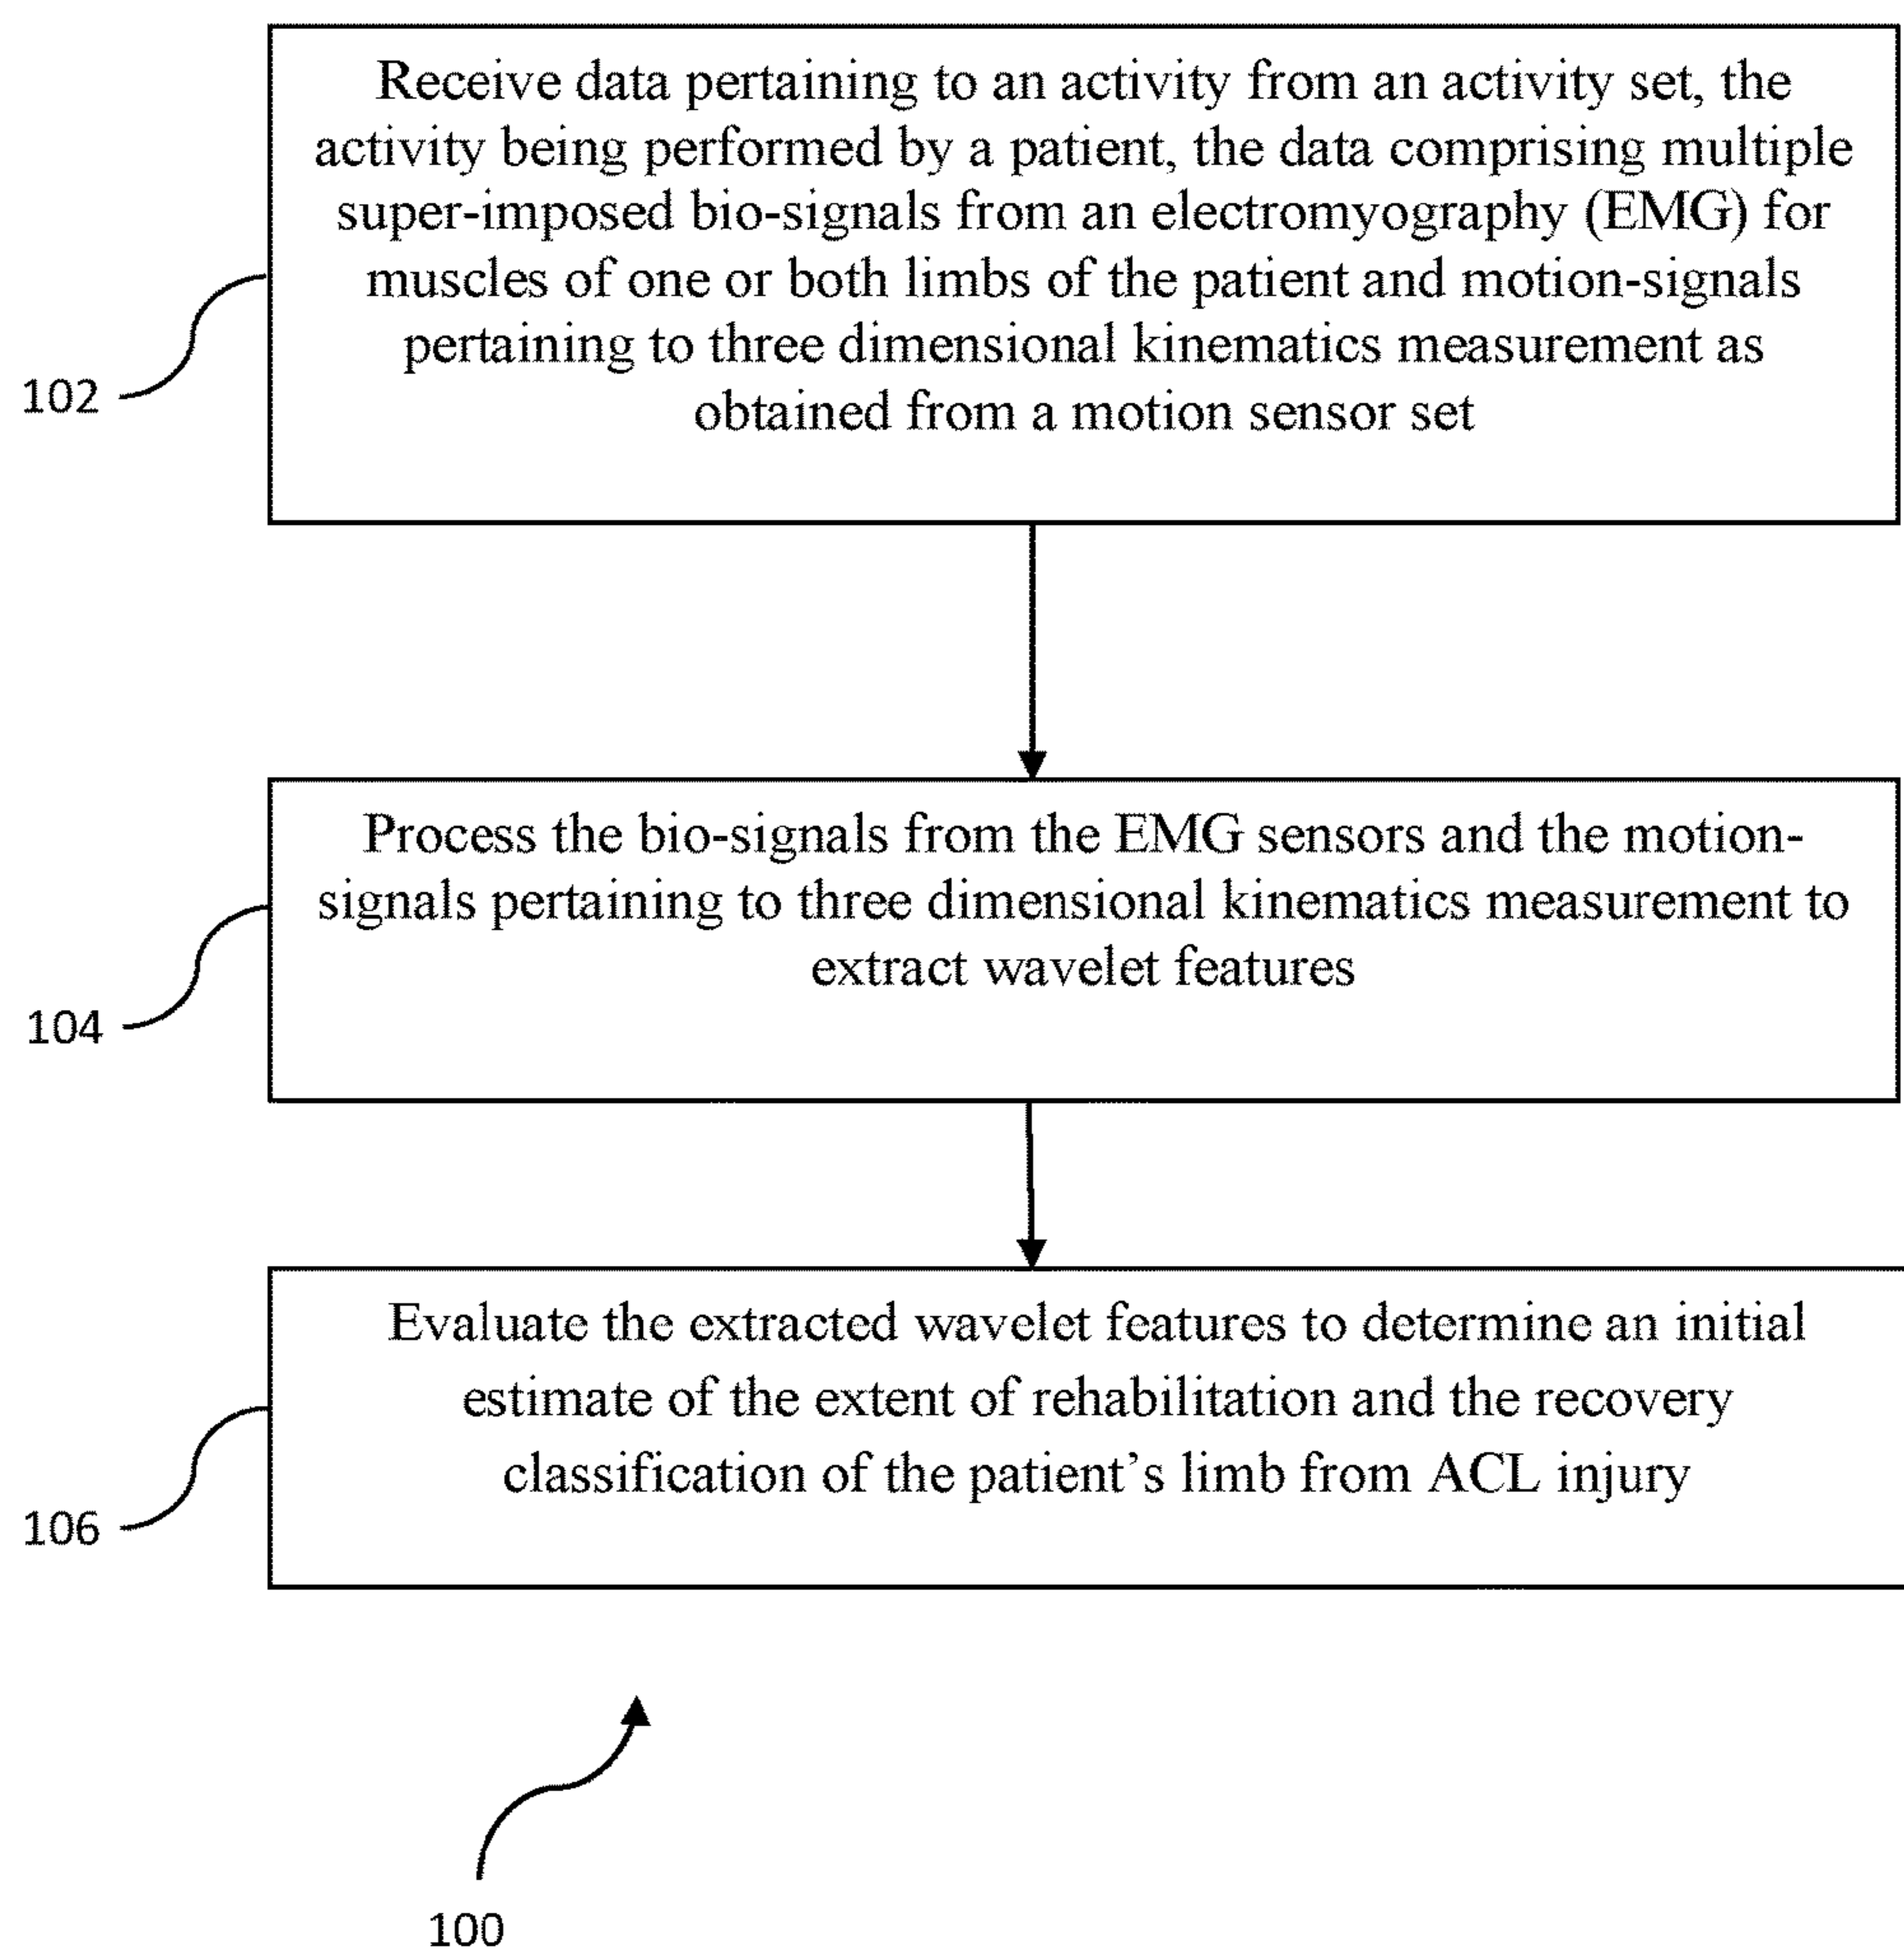 Receive data pertaining to an activity from an activity set, the
activity being performed by a patient, the data comprising multiple
super-imposed bio-signals from an electromyography (EMG) for
muscles of one or both limbs of the patient and motion-signals
pertaining to three dimensional kinematics measurement as
obtained from a motion sensor set
102
Process the bio-signals from the EMG sensors and the motion-
signals pertaining to three dimensional kinematics measurement to
extract wavelet features
104
Evaluate the extracted wavelet features to determine an initial
estimate of the extent of rehabilitation and the recovery
classification of the patient’s limb from ACL injury
106
100